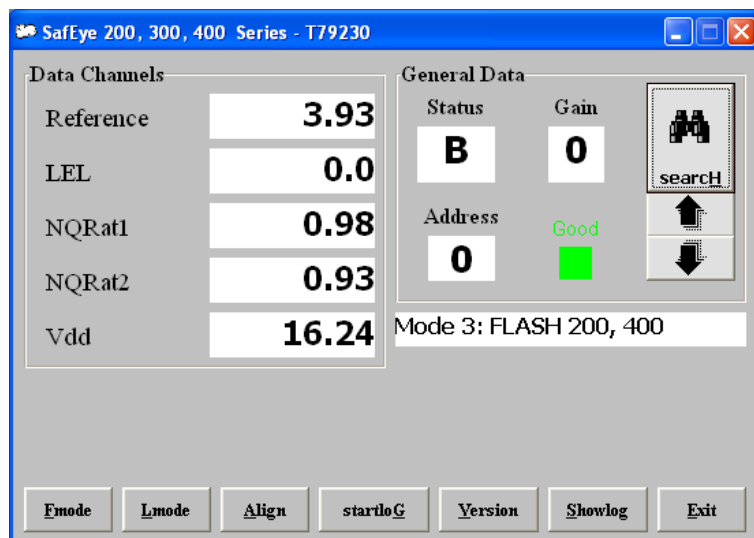 SafEye 200, 300, 400 Series - T79230
Data Channels
Reference 3.93
LEL 0.0
NQRat1 0.98
NQRat2 0.93
Vdd 16.24
General Data
Status Gain
B 0
searcH
Address Good
0
Mode 3: FLASH 200, 400
Fmode Lmode Align startloG Version Showlog Exit